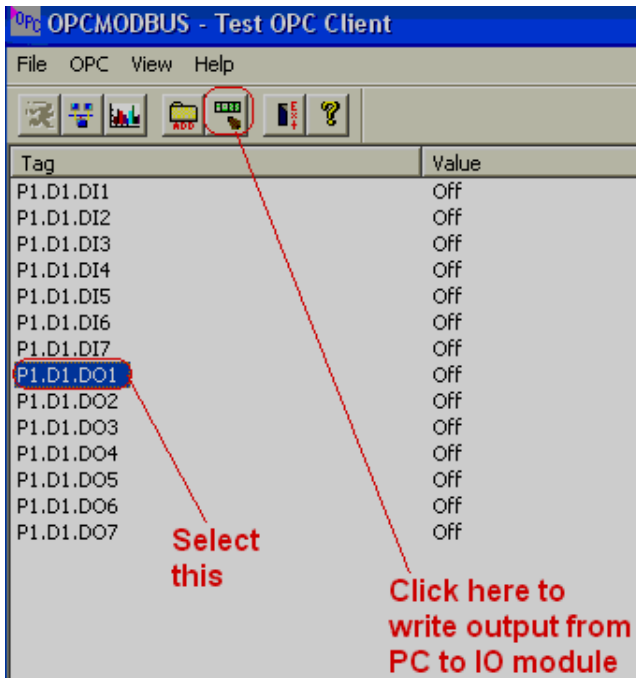 OPC OPCMODBUS - Test OPC Client
File OPC View Help
ADD EXIT ?
Tag Value
P1.D1.DI1 Off
P1.D1.DI2 Off
P1.D1.DI3 Off
P1.D1.DI4 Off
P1.D1.DI5 Off
P1.D1.DI6 Off
P1.D1.DI7 Off
P1.D1.DO1 Off
P1.D1.DO2 Off
P1.D1.DO3 Off
P1.D1.DO4 Off
P1.D1.DO5 Off
P1.D1.DO6 Off
P1.D1.DO7 Off
Select
this
Click here to
write output from
PC to IO module